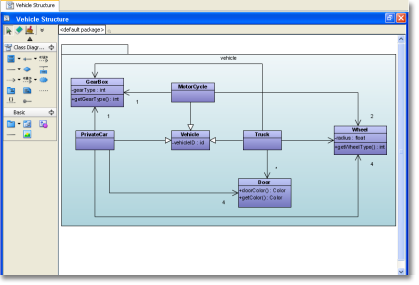 Vehicle Structure
Vehicle Structure
<default package>
Class Diagr...
Basic
vehicle
GearBox
-gearType : int
+getGearType() : int
MotorCycle
1
1
2
PrivateCar
Vehicle
-vehicleID : id
Truck
Wheel
-radius : float
+getWheelType() : int
*
4
Door
+doorColor() : Color
+getColor() : Color
4